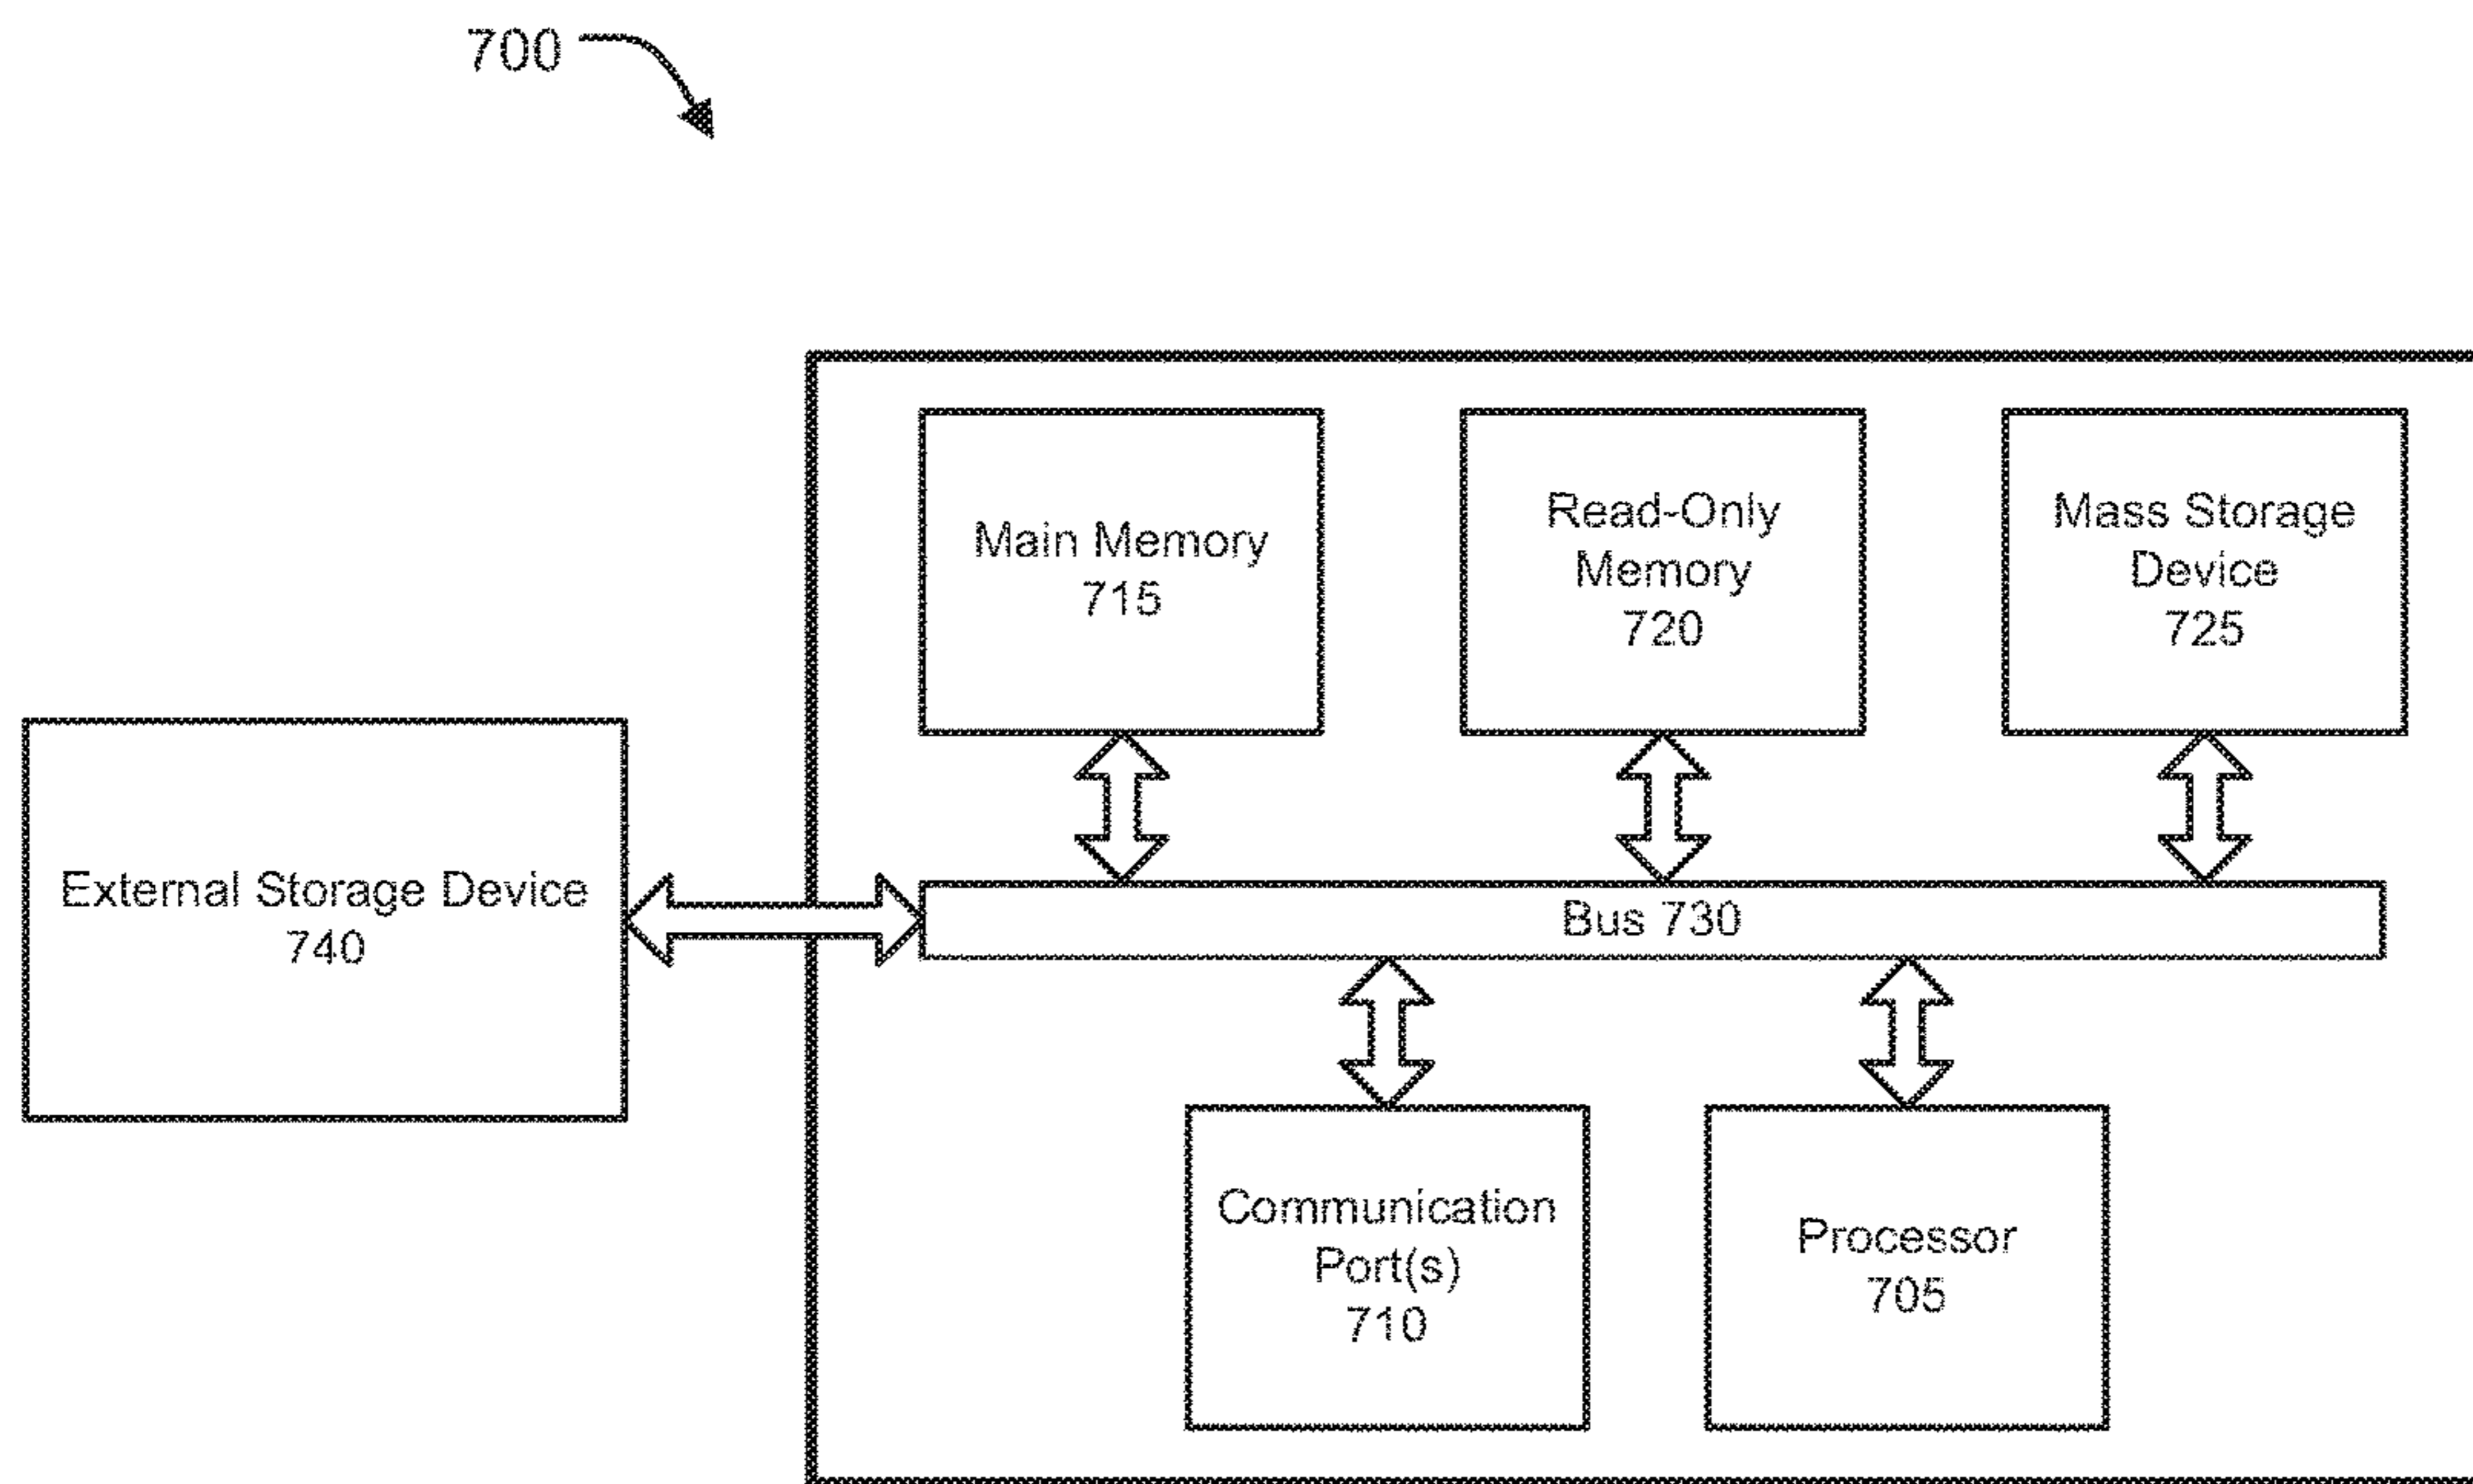 700
Main Memory
715
Read-Only
Memory
720
Mass Storage
Device
725
External Storage Device
740
Bus 730
Communication
Port(s)
710
Processor
705